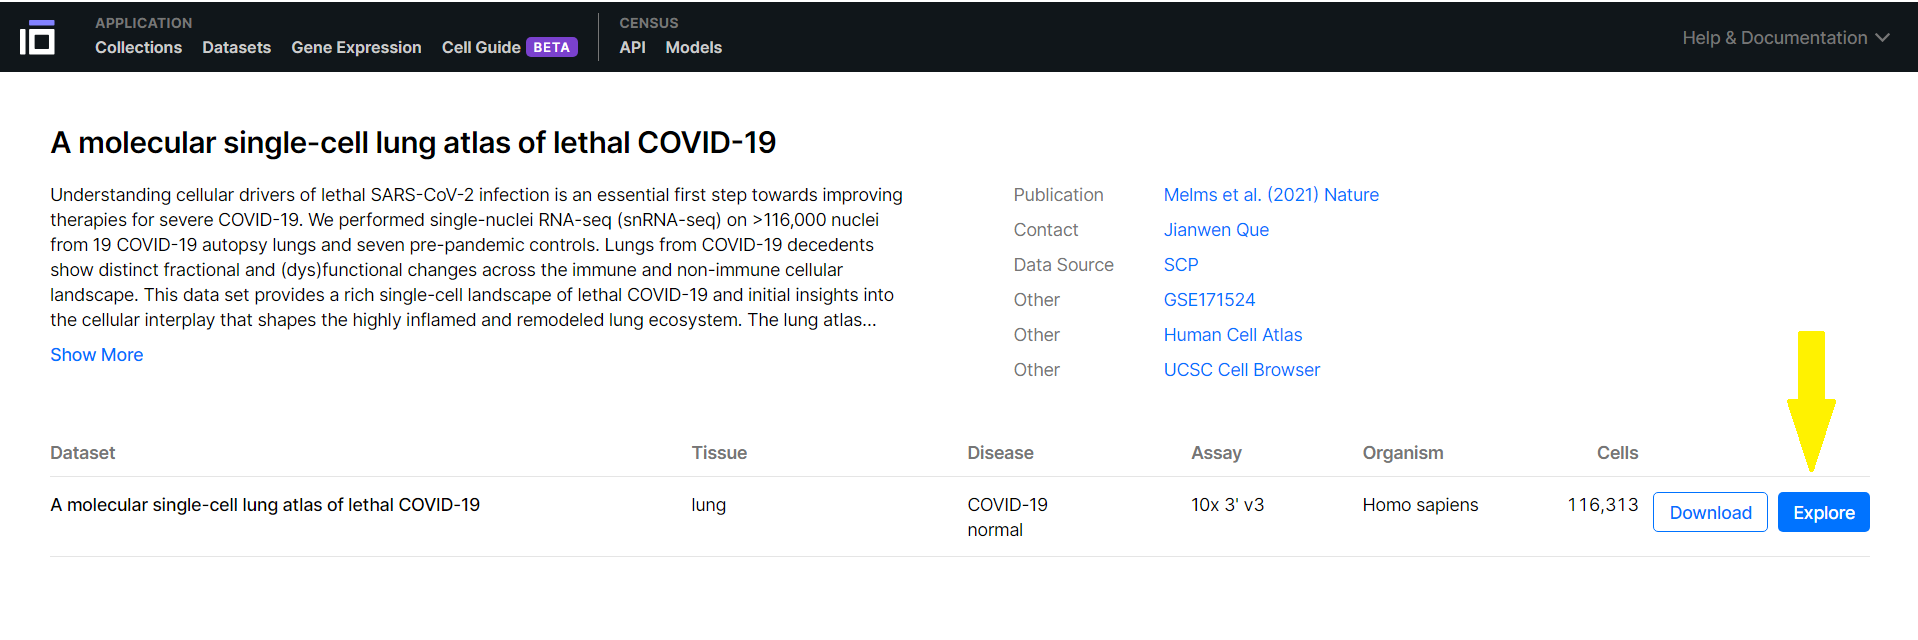 APPLICATION
Collections Datasets Gene Expression Cell Guide BETA
CENSUS
API Models
Help & Documentation
A molecular single-cell lung atlas of lethal COVID-19
Understanding cellular drivers of lethal SARS-CoV-2 infection is an essential first step towards improving
therapies for severe COVID-19. We performed single-nuclei RNA-seq (snRNA-seq) on >116,000 nuclei
from 19 COVID-19 autopsy lungs and seven pre-pandemic controls. Lungs from COVID-19 decedents
show distinct fractional and (dys)functional changes across the immune and non-immune cellular
landscape. This data set provides a rich single-cell landscape of lethal COVID-19 and initial insights into
the cellular interplay that shapes the highly inflamed and remodeled lung ecosystem. The lung atlas...
Show More
Publication Melms et al. (2021) Nature
Contact Jianwen Que
Data Source SCP
Other GSE171524
Other Human Cell Atlas
Other UCSC Cell Browser
Dataset Tissue Disease Assay Organism Cells
A molecular single-cell lung atlas of lethal COVID-19 lung COVID-19 10x 3' v3 Homo sapiens 116,313 Download Explore
normal